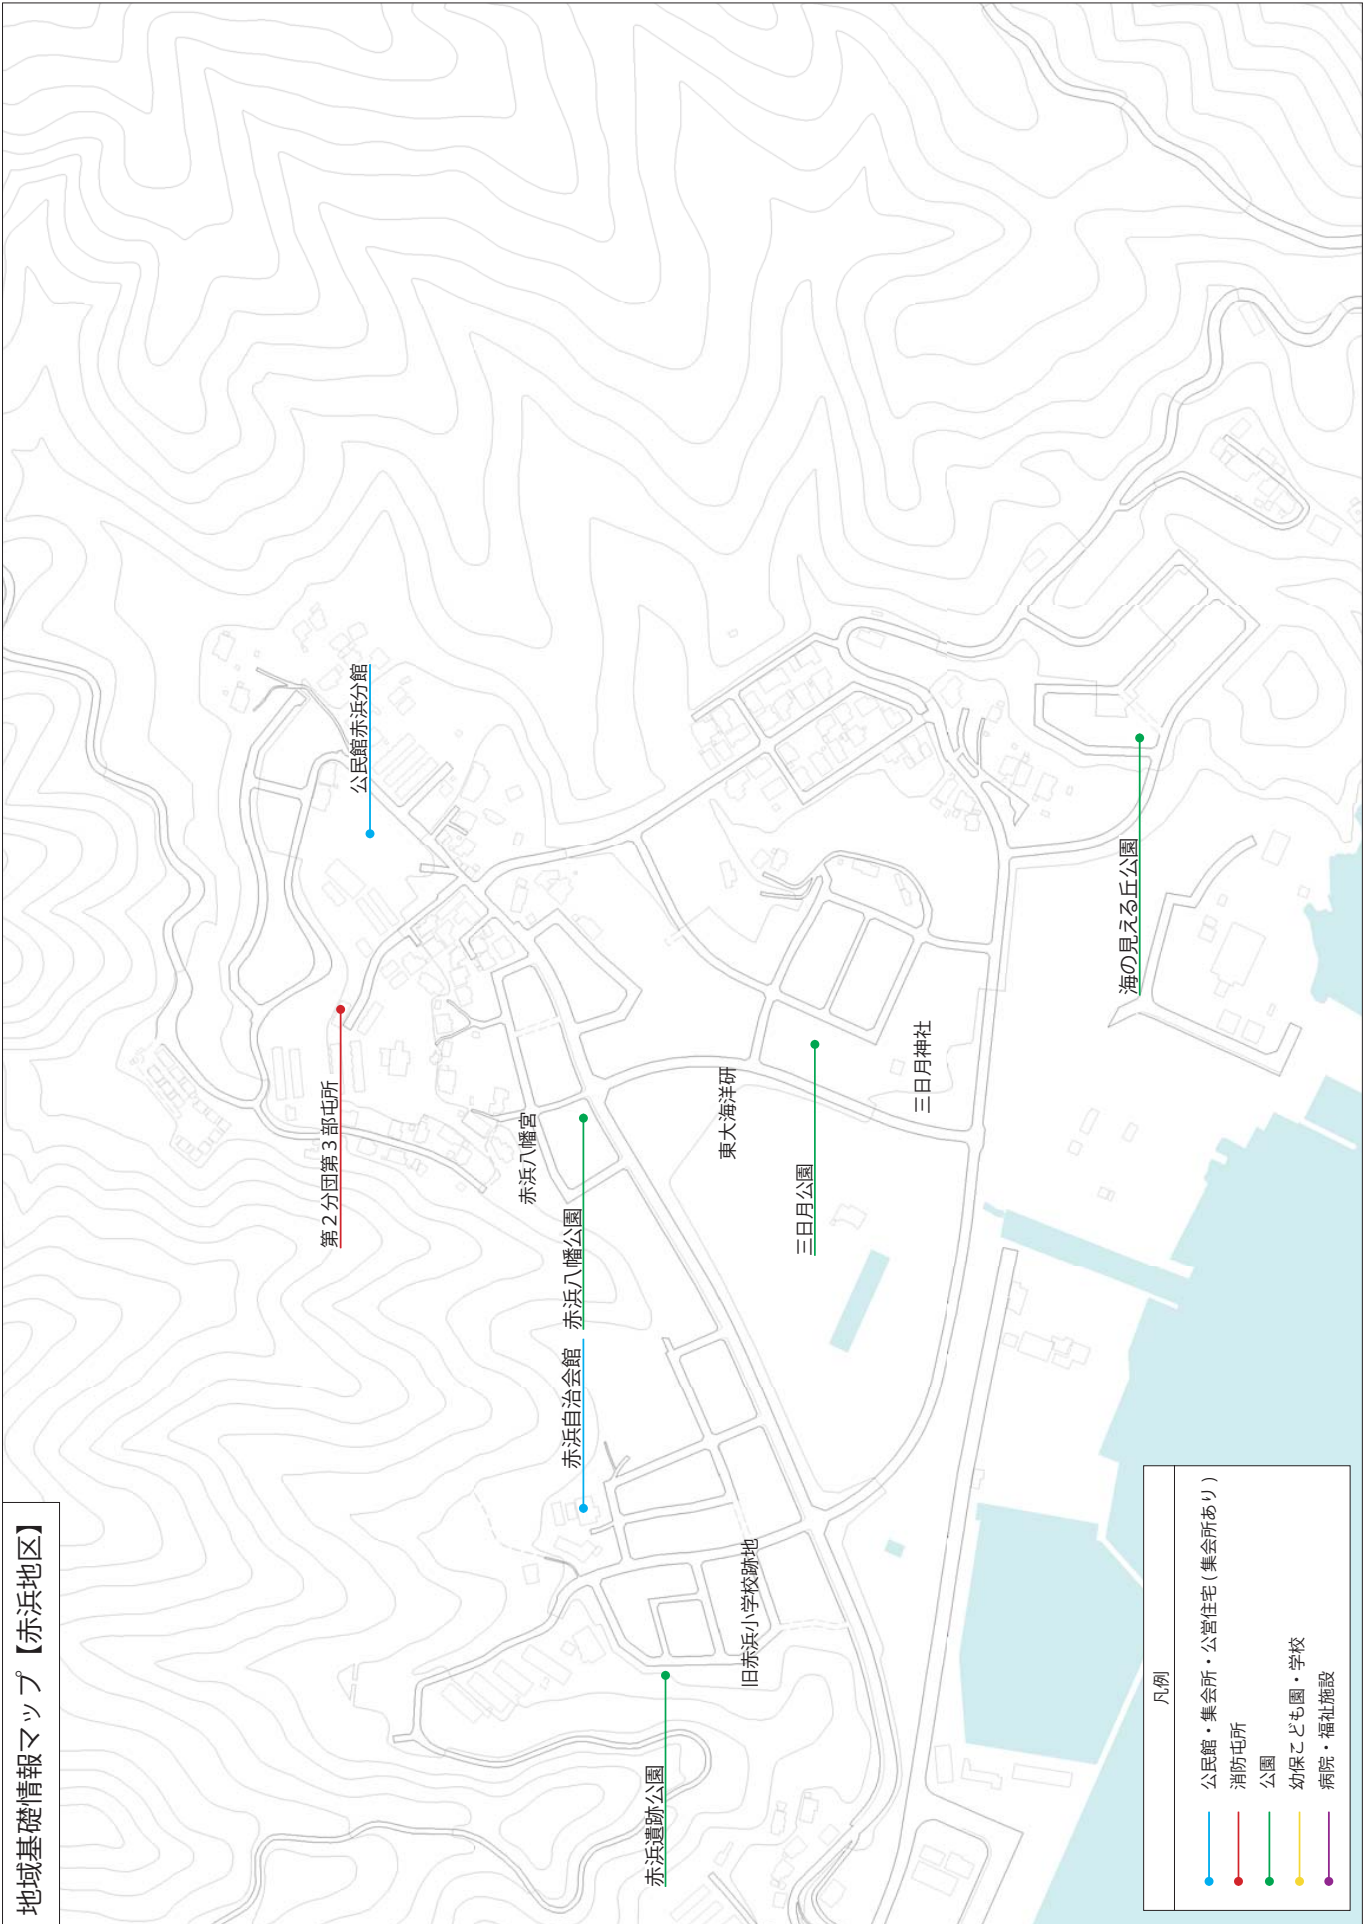 地域基礎情報マップ【赤浜地区】
第2分団第3部屯所
公民館赤浜分館
赤浜八幡宮
赤浜自治会館
赤浜八幡公園
赤浜遺跡公園
東大海洋研
旧赤浜小学校跡地
三日月公園
三日月神社
海の見える丘公園
凡例
公民館・集会所・公営住宅(集会所あり)
消防屯所
公園
幼保こども園・学校
病院・福祉施設